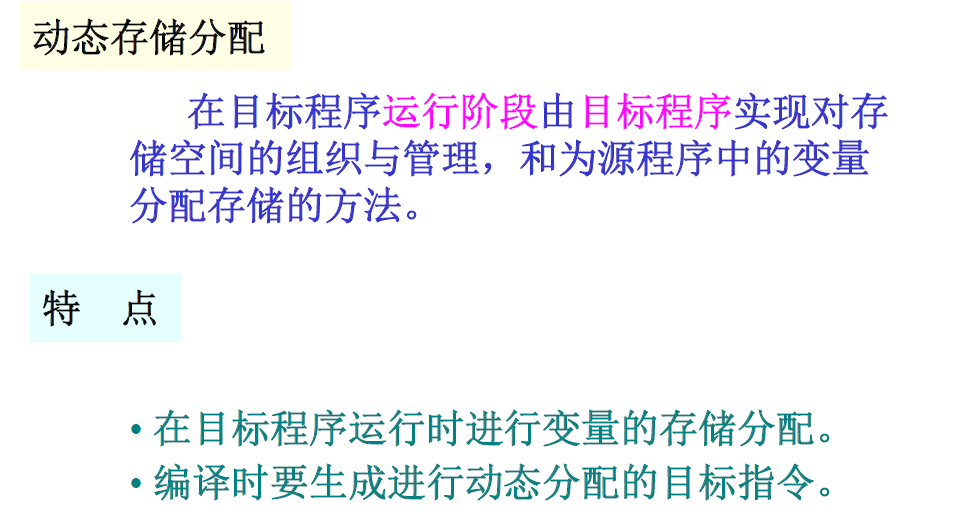 动态存储分配
在目标程序运行阶段由目标程序实现对存
储空间的组织与管理，和为源程序中的变量
分配存储的方法。
特 点
• 在目标程序运行时进行变量的存储分配。
• 编译时要生成进行动态分配的目标指令。